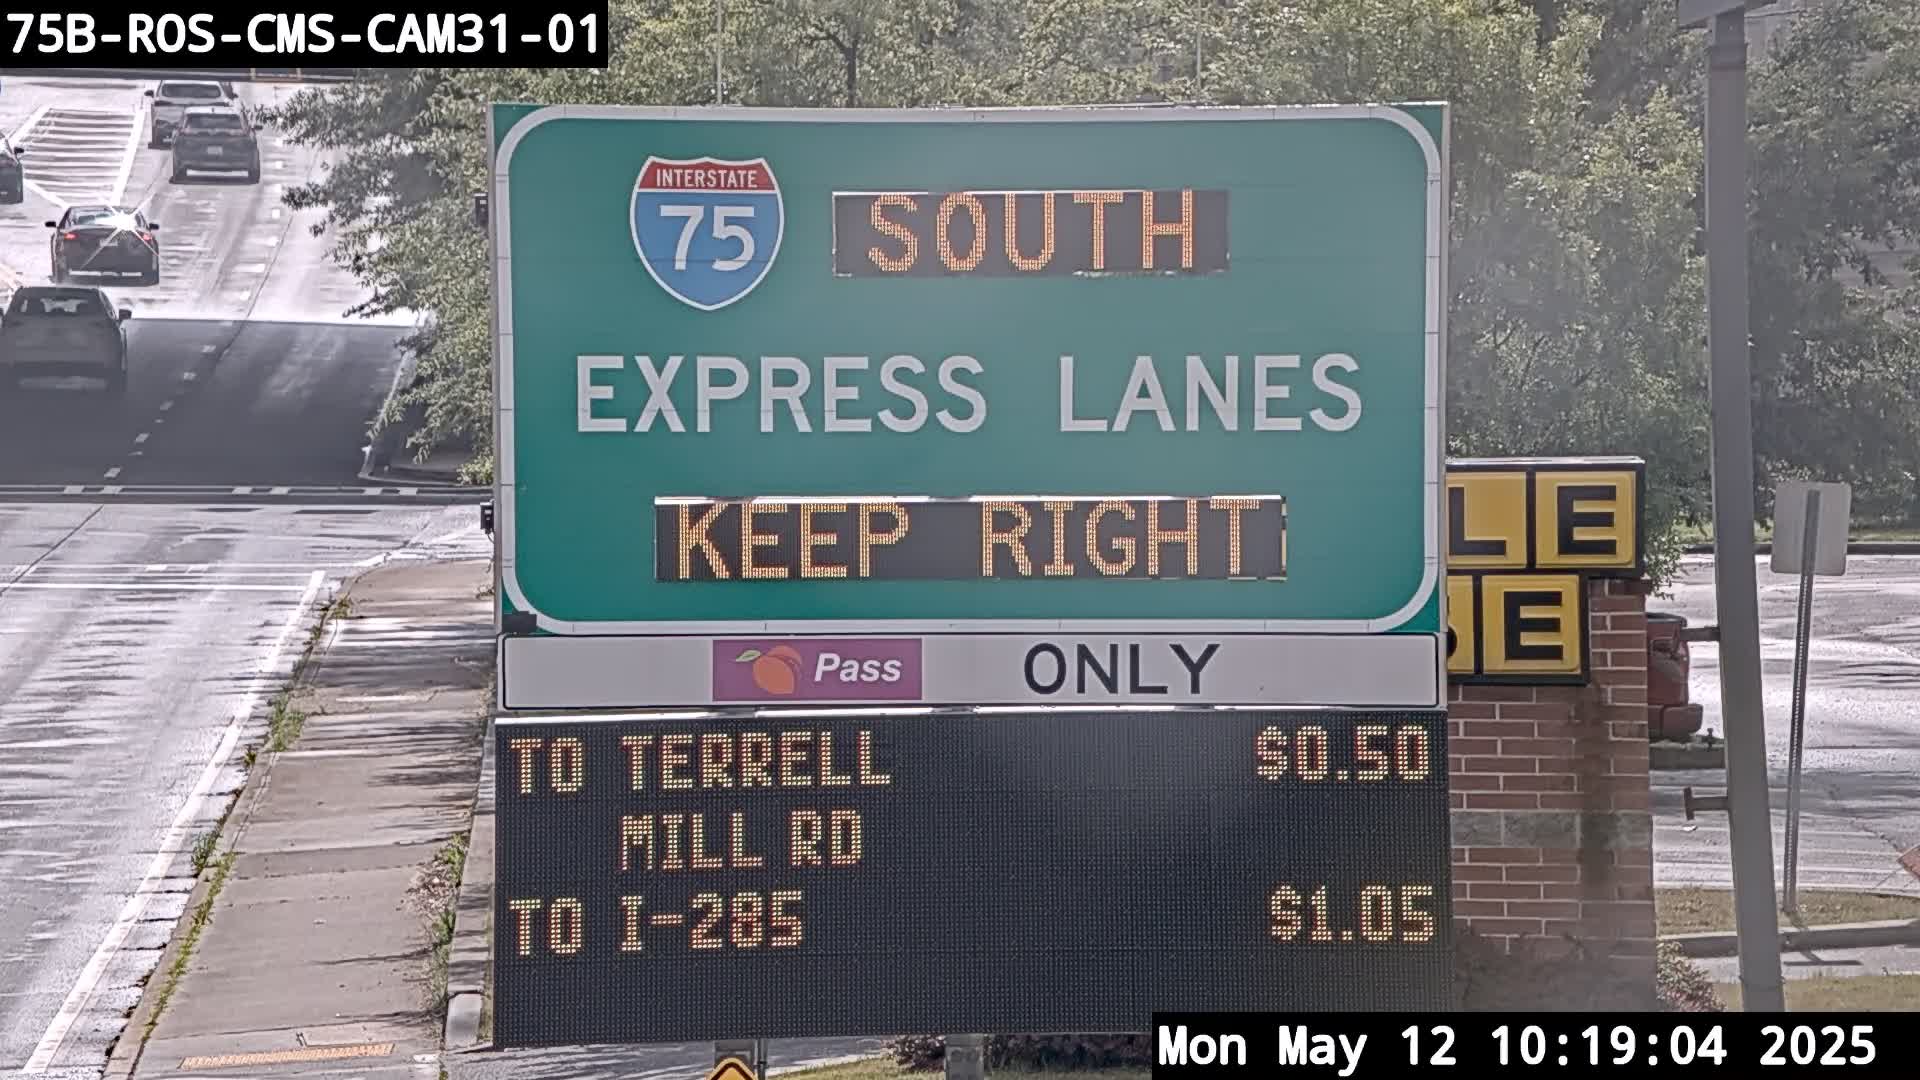 75B-ROS-CMS-CAM31-01
INTERSTATE
75
SOUTH
EXPRESS LANES
KEEP RIGHT
LE
E
Pass ONLY
TO TERRELL $0.50
MILL RD
TO I-285 $1.05
Mon May 12 10:19:04 2025